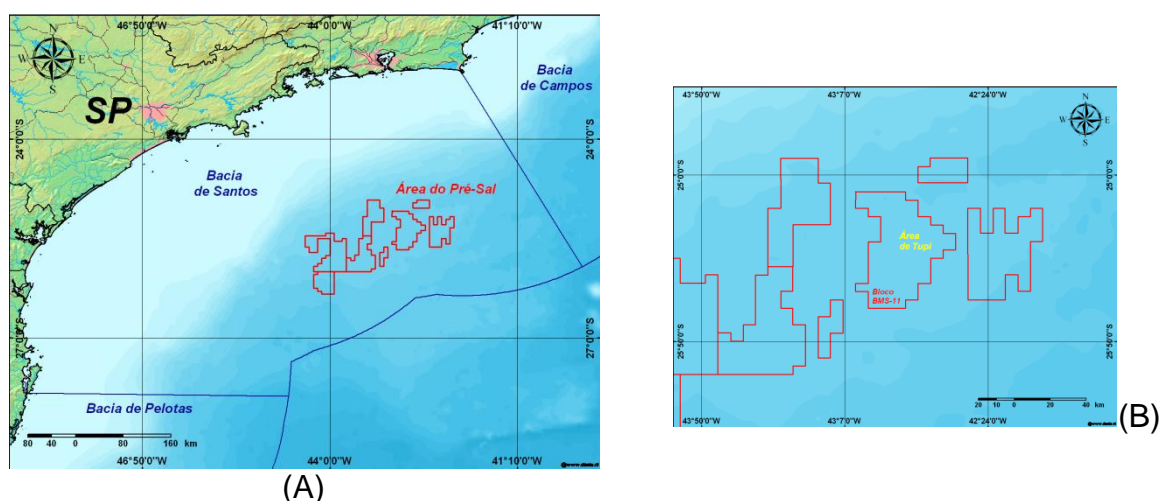 46°50'0"W 44°0'0"W 41°10'0"W
N
W E
S
Bacia
de Campos
SP
24°0'0"S 24°0'0"S
Bacia
de Santos
Área do Pré-Sal
27°0'0"S 27°0'0"S
Bacia de Pelotas
80 40 0 80 160 km
46°50'0"W 44°0'0"W 41°10'0"W
(A)
43°50'0"W 43°7'0"W 42°24'0"W
N
W E
S
25°0'0"S 25°0'0"S
Área
de Tupi
Bloco
BMS-11
25°50'0"S 25°50'0"S
20 10 0 20 40
km
43°50'0"W 43°7'0"W 42°24'0"W
(B)